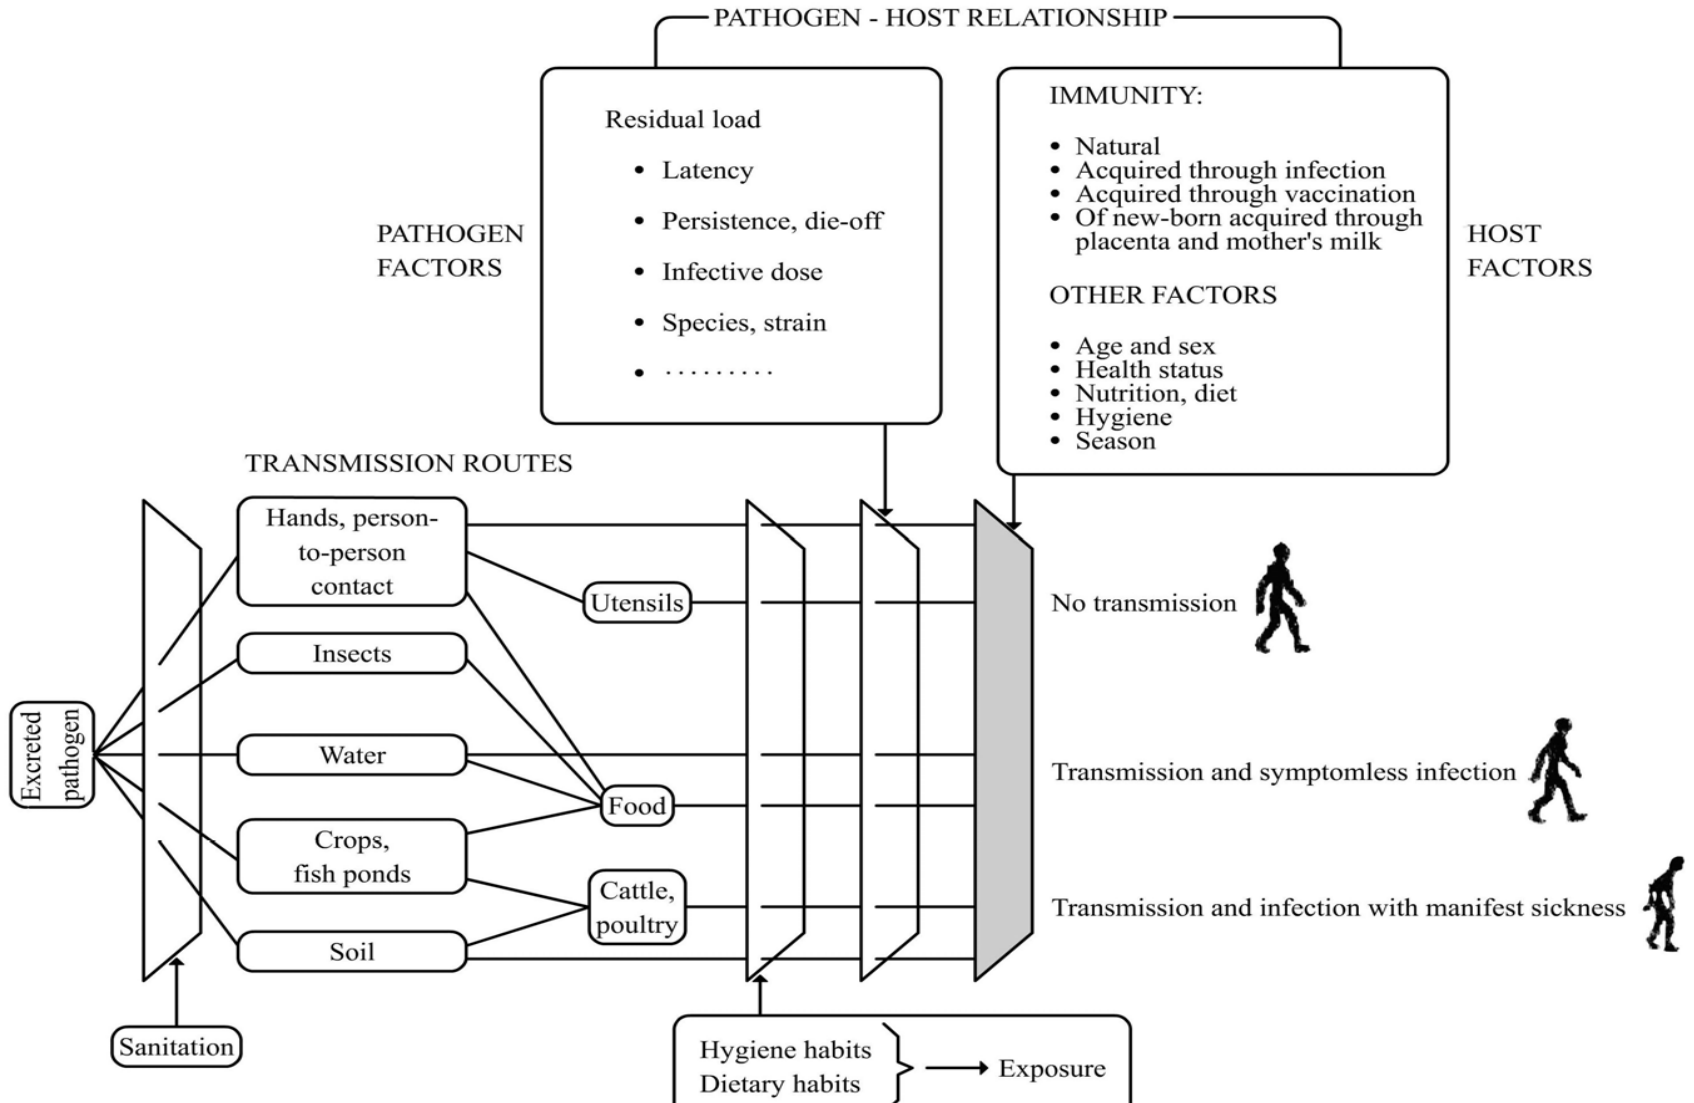 PATHOGEN - HOST RELATIONSHIP
Residual load
• Latency
• Persistence, die-off
• Infective dose
• Species, strain
• .........
PATHOGEN
FACTORS
IMMUNITY:
• Natural
• Acquired through infection
• Acquired through vaccination
• Of new-born acquired through
placenta and mother's milk
OTHER FACTORS
• Age and sex
• Health status
• Nutrition, diet
• Hygiene
• Season
HOST
FACTORS
TRANSMISSION ROUTES
Excreted
pathogen
Hands, person-
to-person
contact
Insects
Water
Crops,
fish ponds
Soil
Utensils
Food
Cattle,
poultry
No transmission
Transmission and symptomless infection
Transmission and infection with manifest sickness
Sanitation
Hygiene habits
Dietary habits
Exposure